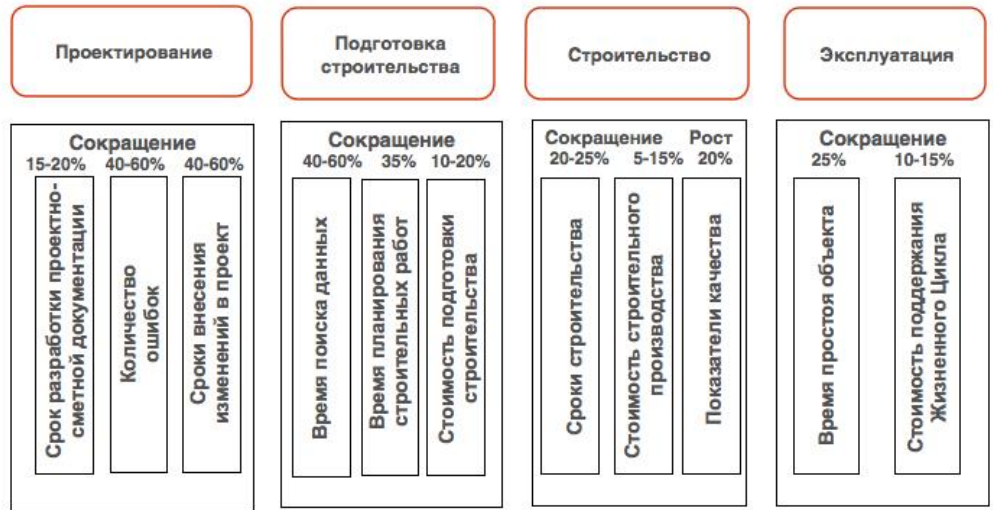 Проектирование
Подготовка
строительства
Строительство
Эксплуатация
Сокращение
15-20% 40-60% 40-60%
Срок разработки проектно-
сметной документации
Количество
ошибок
Сроки внесения
изменений в проект
Сокращение
40-60% 35% 10-20%
Время поиска данных
Время планирования
строительных работ
Стоимость подготовки
строительства
Сокращение Рост
20-25% 5-15% 20%
Сроки строительства
Стоимость строительного
производства
Показатели качества
Сокращение
25% 10-15%
Время простоя объекта
Стоимость поддержания
Жизненного Цикла